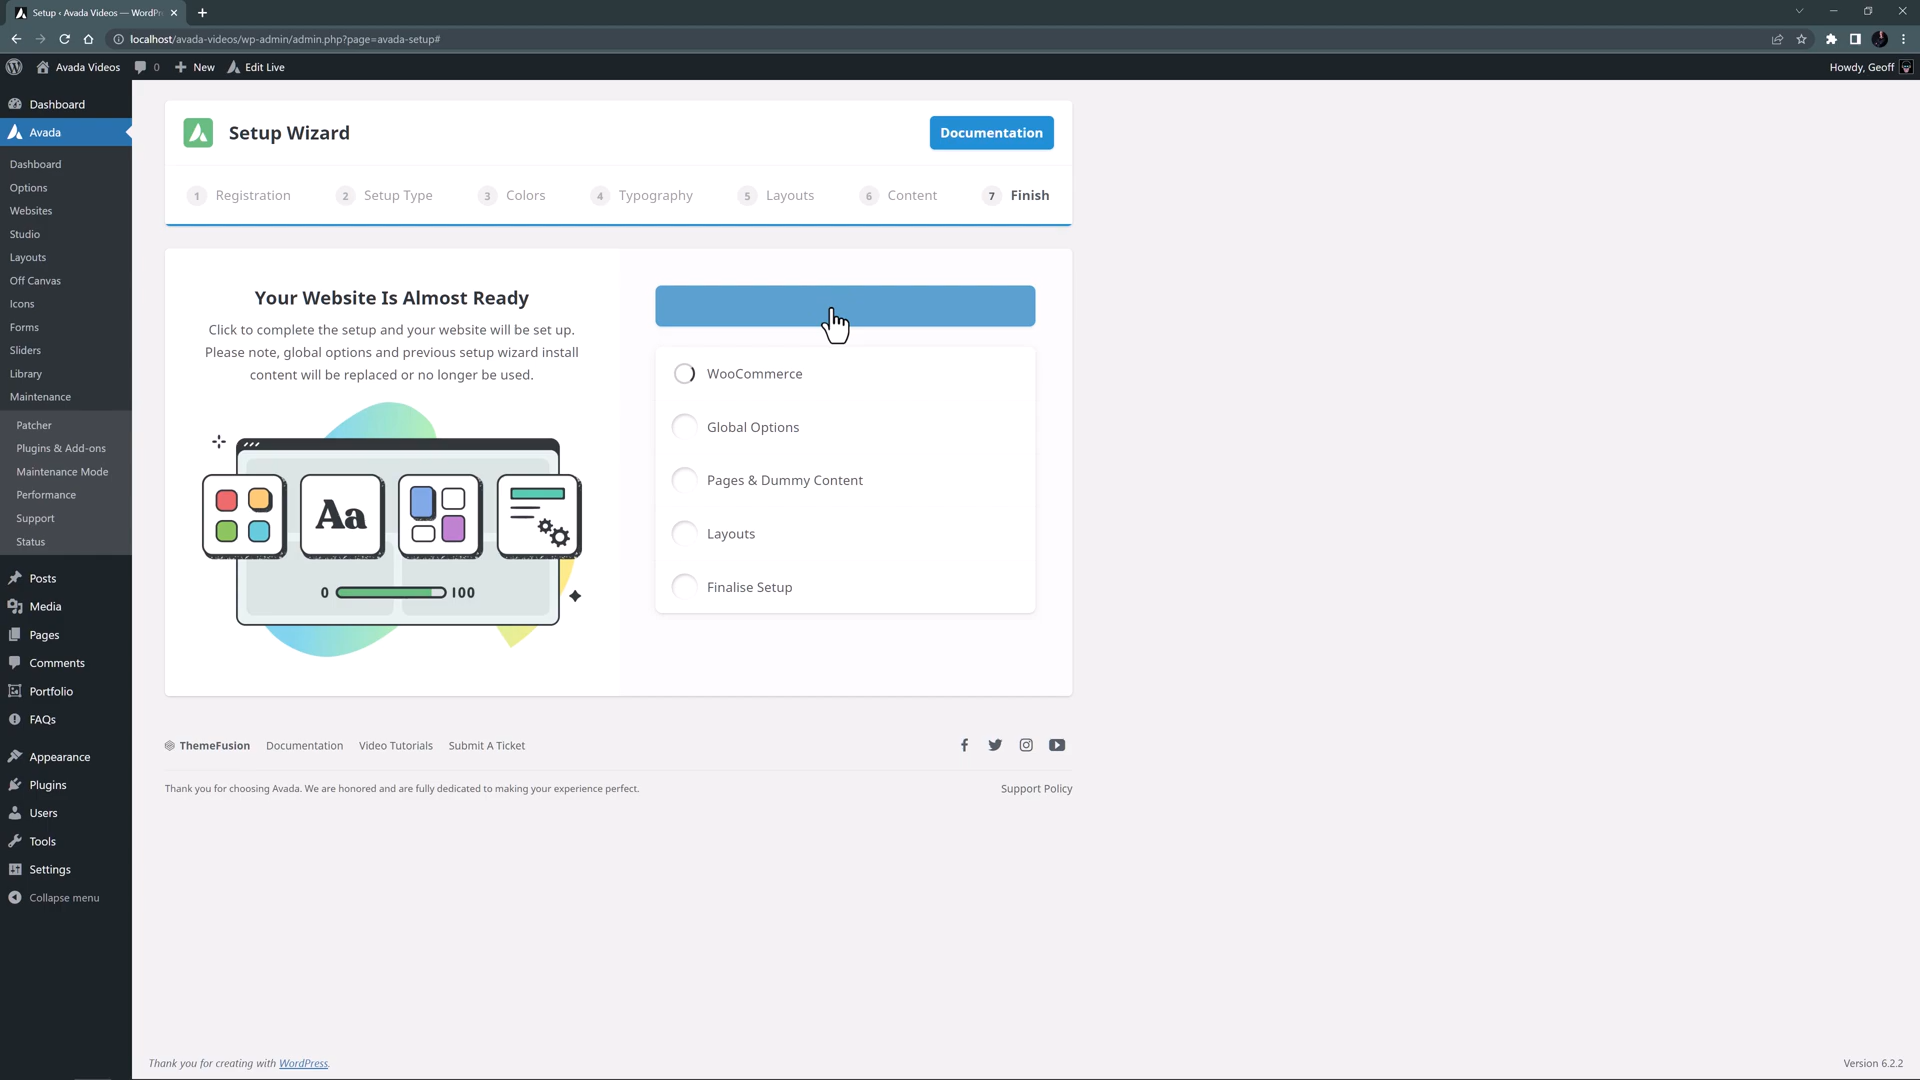 Setup ‹ Avada Videos — WordPr
localhost/avada-videos/wp-admin/admin.php?page=avada-setup#
Avada Videos
0
New
Edit Live
Howdy, Geoff
Dashboard
Avada
Dashboard
Options
Websites
Studio
Layouts
Off Canvas
Icons
Forms
Sliders
Library
Maintenance
Patcher
Plugins & Add-ons
Maintenance Mode
Performance
Support
Status
Posts
Media
Pages
Comments
Portfolio
FAQs
Appearance
Plugins
Users
Tools
Settings
Collapse menu
Setup Wizard
Documentation
1 Registration
2 Setup Type
3 Colors
4 Typography
5 Layouts
6 Content
7 Finish
Your Website Is Almost Ready
Click to complete the setup and your website will be set up.
Please note, global options and previous setup wizard install
content will be replaced or no longer be used.
Aa
0 100
WooCommerce
Global Options
Pages & Dummy Content
Layouts
Finalise Setup
ThemeFusion
Documentation
Video Tutorials
Submit A Ticket
Thank you for choosing Avada. We are honored and are fully dedicated to making your experience perfect.
Support Policy
Thank you for creating with WordPress.
Version 6.2.2